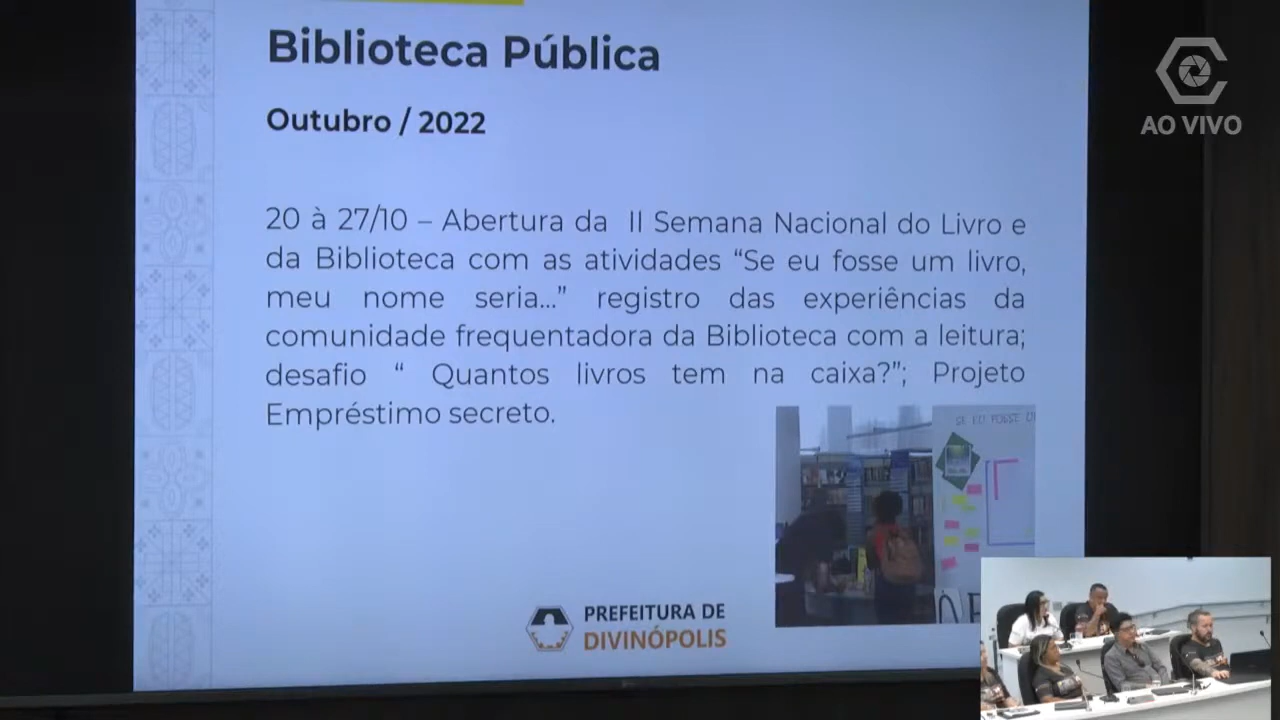 Biblioteca Pública
AO VIVO
Outubro / 2022
20 à 27/10 – Abertura da II Semana Nacional do Livro e
da Biblioteca com as atividades “Se eu fosse um livro,
meu nome seria...” registro das experiências da
comunidade frequentadora da Biblioteca com a leitura;
desafio “ Quantos livros tem na caixa?”; Projeto
Empréstimo secreto.
SE EU FOSSE
PREFEITURA DE
DIVINÓPOLIS